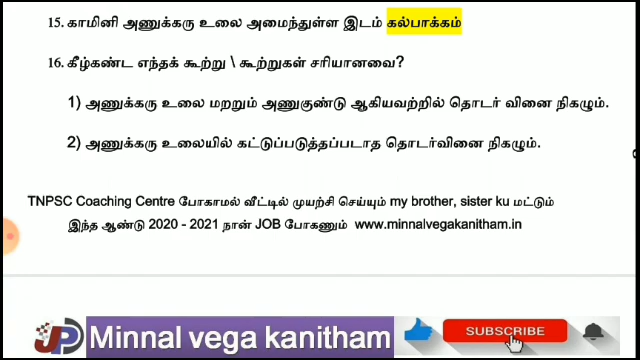 15. காமினி அணுக்கரு உலை அமைந்துள்ள இடம் கல்பாக்கம்
16. கீழ்கண்ட எந்தக் கூற்று \ கூற்றுகள் சரியானவை?
1) அணுக்கரு உலை மறறும் அணுகுண்டு ஆகியவற்றில் தொடர் வினை நிகழும்.
2) அணுக்கரு உலையில் கட்டுப்படுத்தப்படாத தொடர்வினை நிகழும்.
TNPSC Coaching Centre போகாமல் வீட்டில் முயற்சி செய்யும் my brother, sister ku மட்டும்
இந்த ஆண்டு 2020 - 2021 நான் JOB போகணும் www.minnalvegakanitham.in
JP Minnal vega kanitham SUBSCRIBE